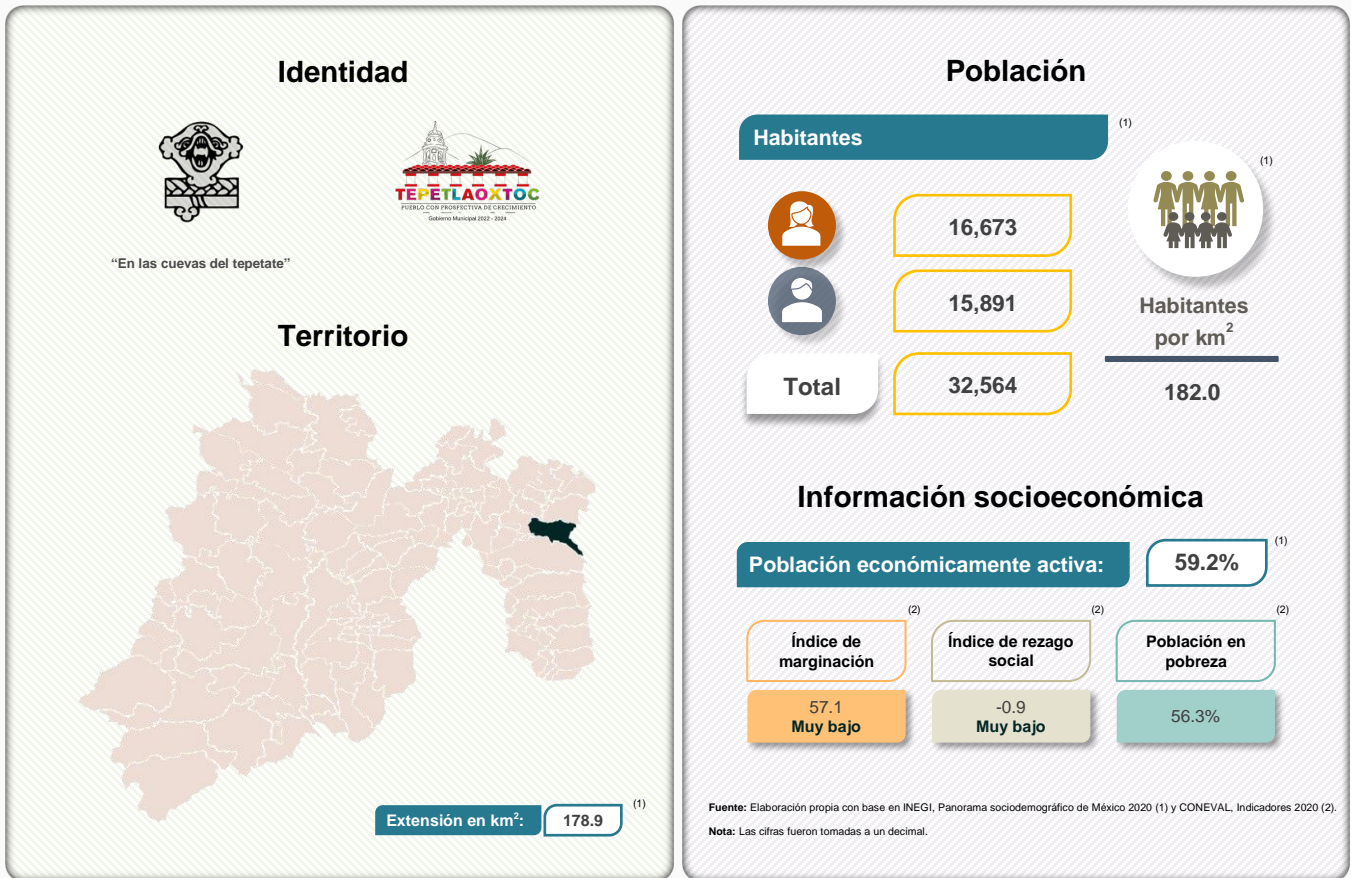 Identidad
TEPETLAOXTOC
PUEBLO CON PROSPECTIVA DE CRECIMIENTO
Gobierno Municipal 2022 - 2024
“En las cuevas del tepetate”
Territorio
(1)
Extensión en km²: 178.9
Población
Habitantes (1)
(1)
16,673
15,891
Habitantes
por km²
Total 32,564
182.0
Información socioeconómica
Población económicamente activa: 59.2% (1)
(2) (2) (2)
Índice de
marginación
57.1
Muy bajo
Índice de rezago
social
-0.9
Muy bajo
Población en
pobreza
56.3%
Fuente: Elaboración propia con base en INEGI, Panorama sociodemográfico de México 2020 (1) y CONEVAL, Indicadores 2020 (2).
Nota: Las cifras fueron tomadas a un decimal.